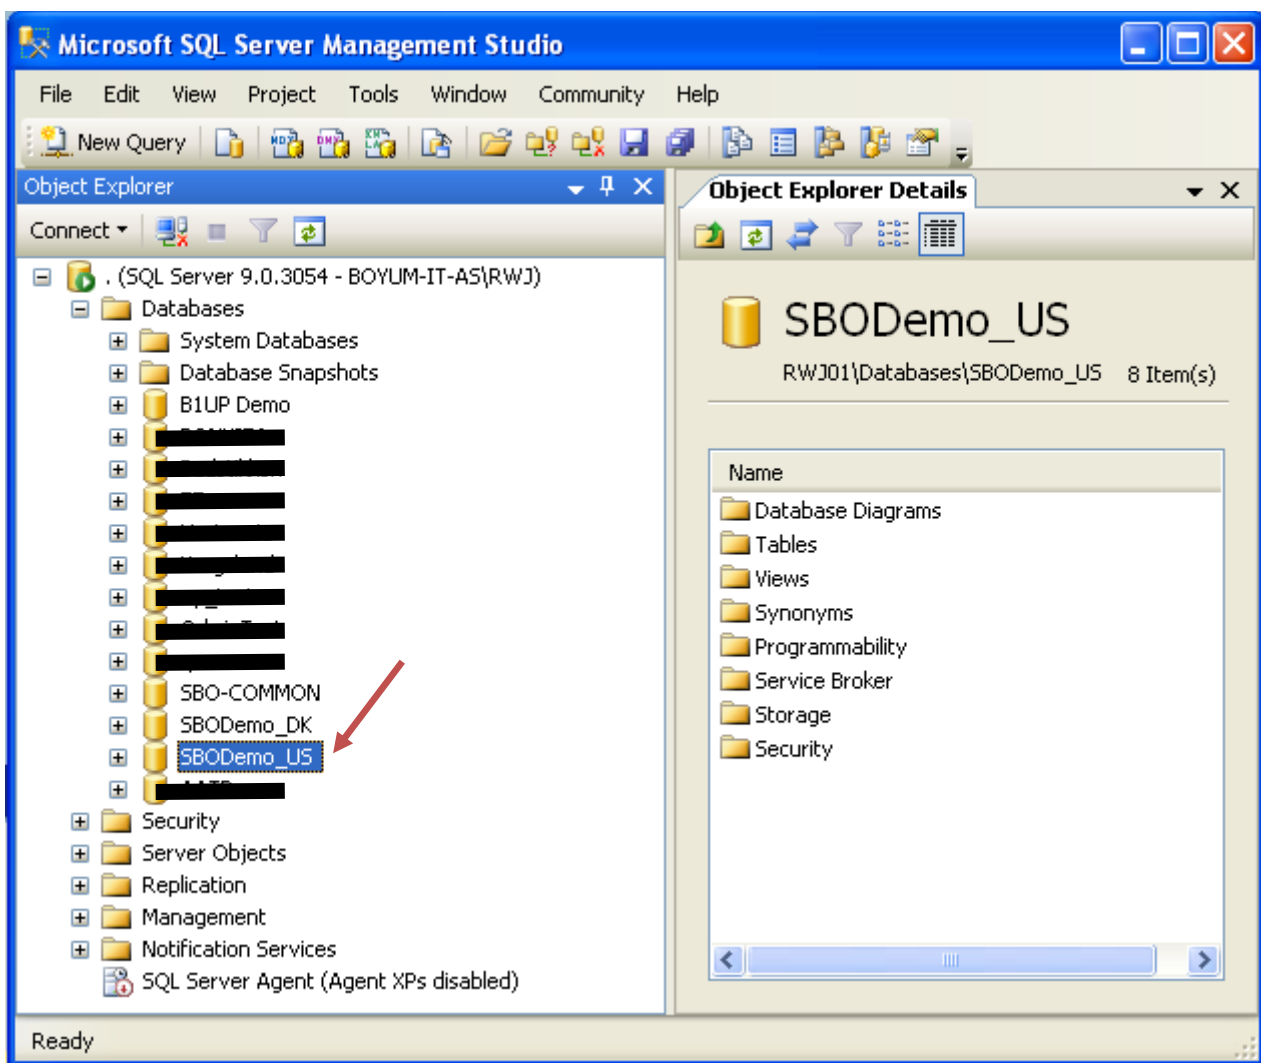 Microsoft SQL Server Management Studio
File Edit View Project Tools Window Community Help
New Query
Object Explorer
Connect
. (SQL Server 9.0.3054 - BOYUM-IT-AS\RWJ)
Databases
System Databases
Database Snapshots
B1UP Demo
SBO-COMMON
SBODemo_DK
SBODemo_US
Security
Server Objects
Replication
Management
Notification Services
SQL Server Agent (Agent XPs disabled)
Object Explorer Details
SBODemo_US
RWJ01\Databases\SBODemo_US 8 Item(s)
Name
Database Diagrams
Tables
Views
Synonyms
Programmability
Service Broker
Storage
Security
Ready